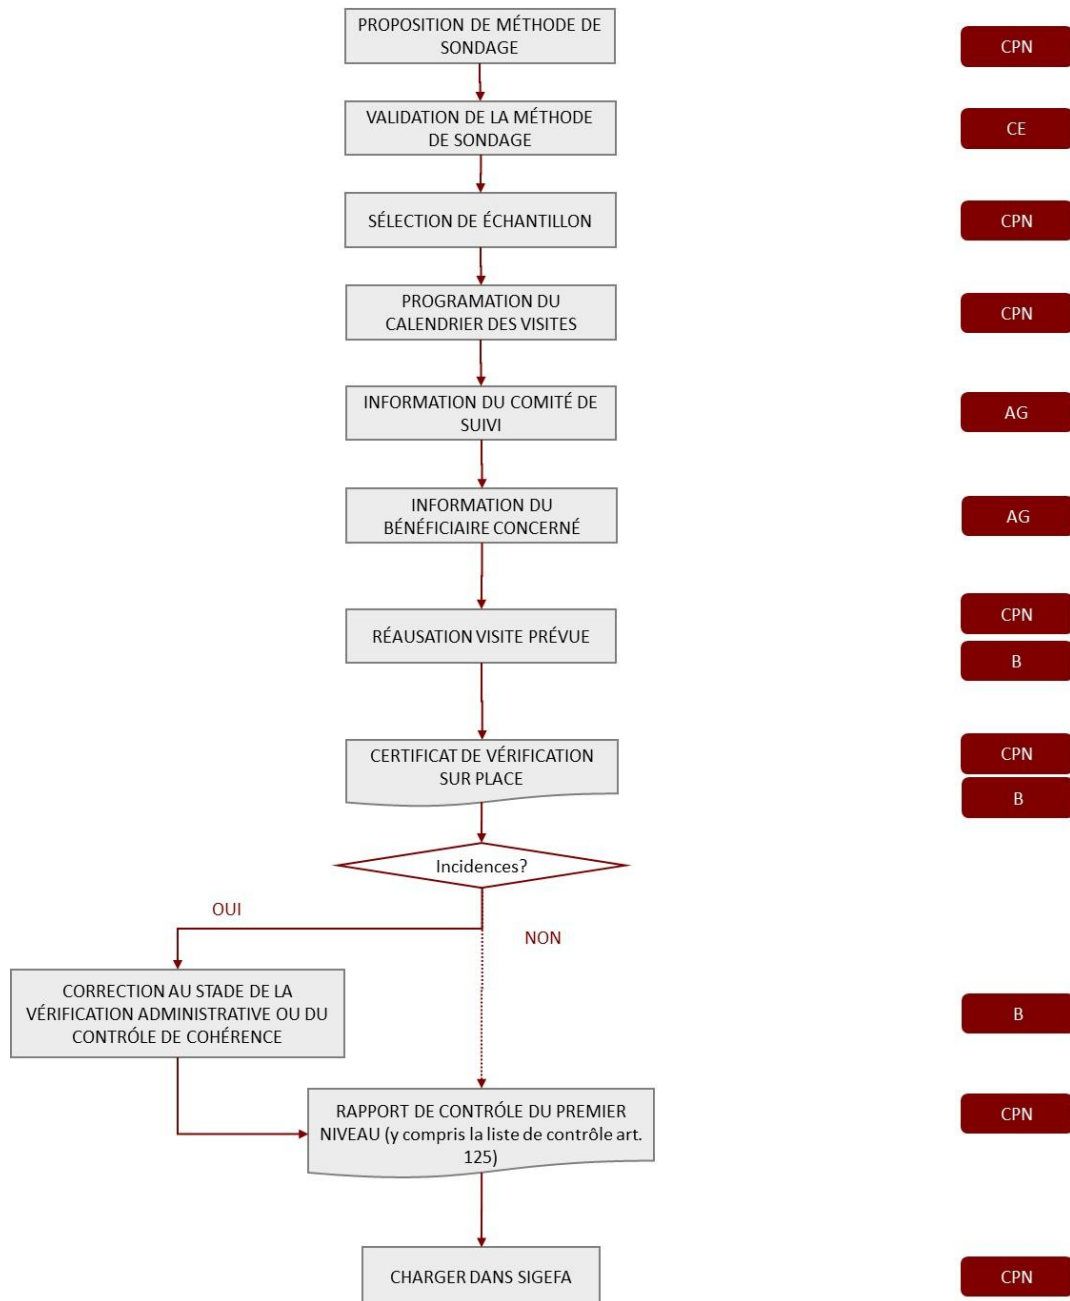 PROPOSITION DE MÉTHODE DE
SONDAGE
CPN
VALIDATION DE LA MÉTHODE
DE SONDAGE
CE
SÉLECTION DE ÉCHANTILLON
CPN
PROGRAMATION DU
CALENDRIER DES VISITES
CPN
INFORMATION DU COMITÉ DE
SUIVI
AG
INFORMATION DU
BÉNÉFICIAIRE CONCERNÉ
AG
RÉAUSATION VISITE PRÉVUE
CPN
B
CERTIFICAT DE VÉRIFICATION
SUR PLACE
CPN
B
Incidences?
OUI
NON
CORRECTION AU STADE DE LA
VÉRIFICATION ADMINISTRATIVE OU DU
CONTRÓLE DE COHÉRENCE
B
RAPPORT DE CONTRÓLE DU PREMIER
NIVEAU (y compris la liste de contrôle art.
125)
CPN
CHARGER DANS SIGEFA
CPN